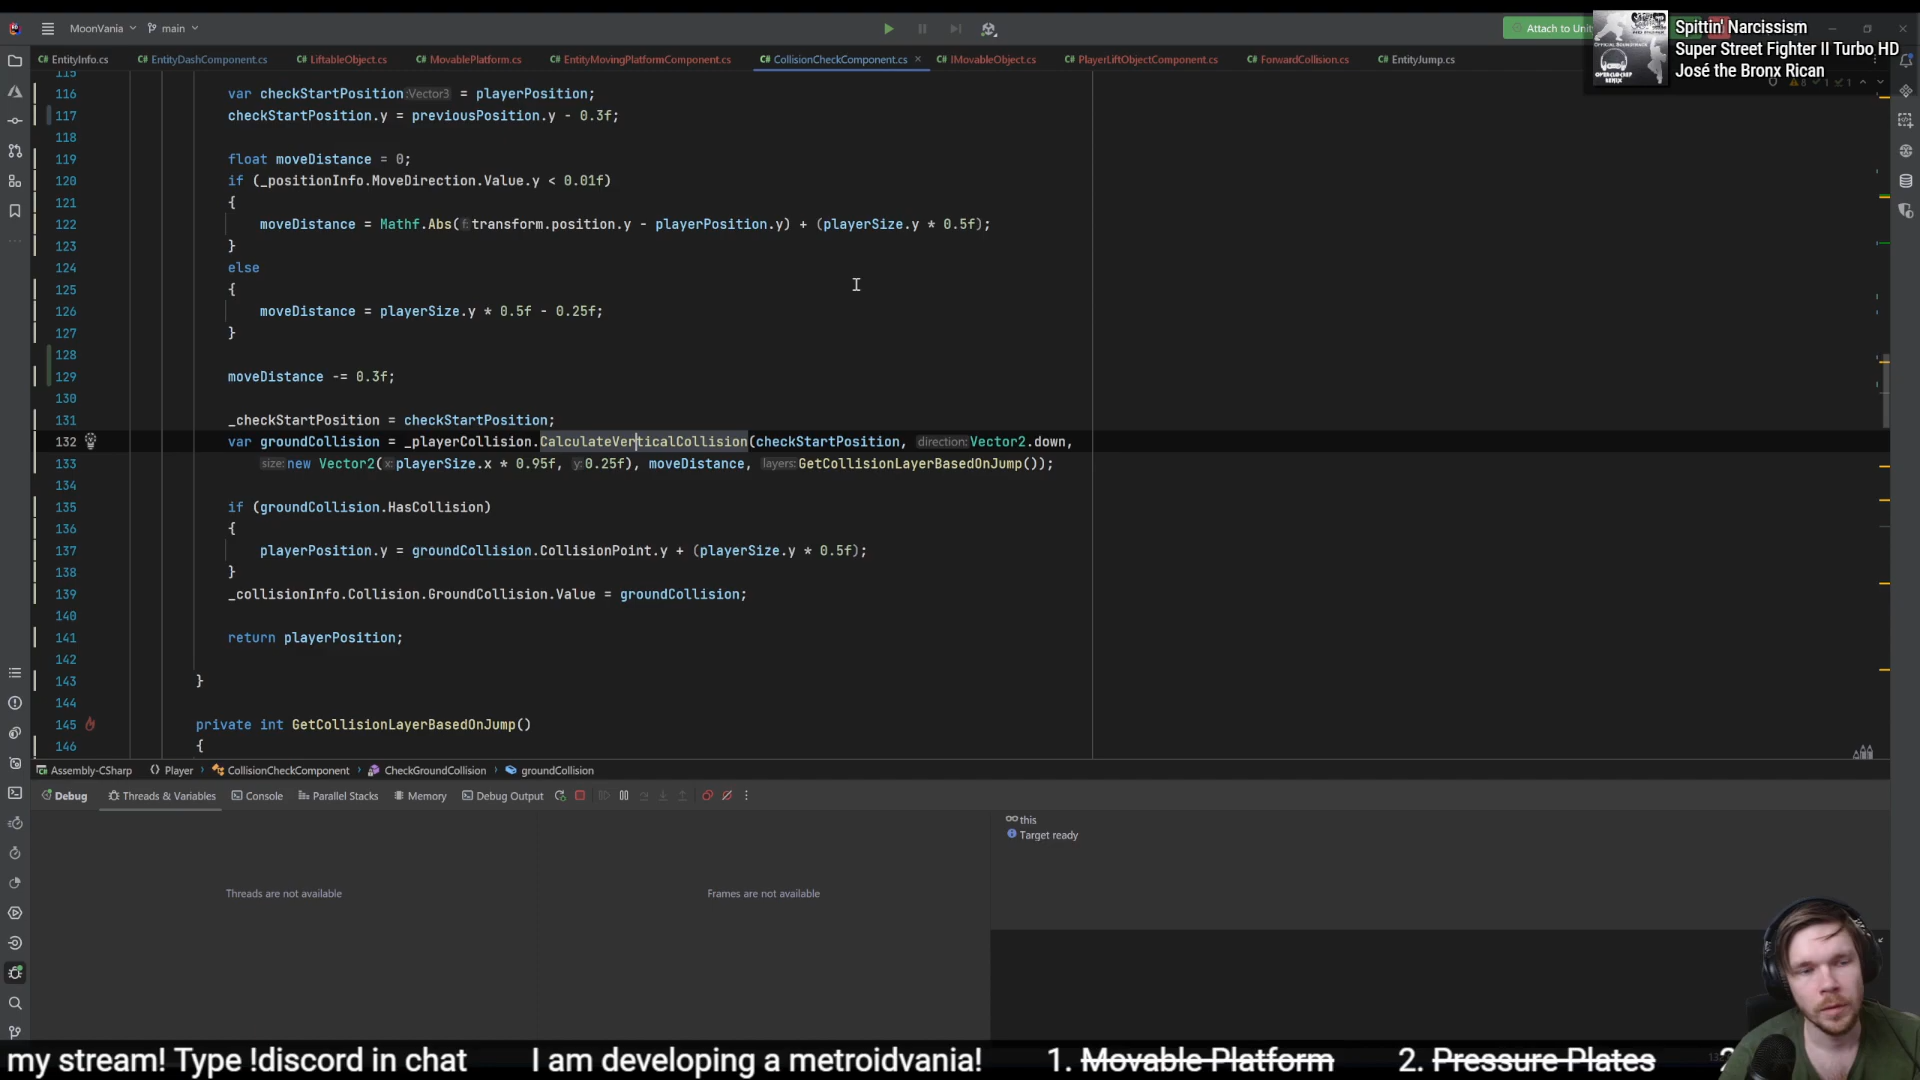 MoonVania
main
Attach to Unit
Spittin' Narcissism
Super Street Fighter II Turbo HD
José the Bronx Rican
EntityInfo.cs
EntityDashComponent.cs
LiftableObject.cs
MovablePlatform.cs
EntityMovingPlatformComponent.cs
CollisionCheckComponent.cs
IMovableObject.cs
PlayerLiftObjectComponent.cs
ForwardCollision.cs
EntityJump.cs
115
116 var checkStartPosition :Vector3 = playerPosition;
117 checkStartPosition.y = previousPosition.y - 0.3f;
118
119 float moveDistance = 0;
120 if (_positionInfo.MoveDirection.Value.y < 0.01f)
121 {
122 moveDistance = Mathf.Abs( f: transform.position.y - playerPosition.y) + (playerSize.y * 0.5f);
123 }
124 else
125 {
126 moveDistance = playerSize.y * 0.5f - 0.25f;
127 }
128
129 moveDistance -= 0.3f;
130
131 _checkStartPosition = checkStartPosition;
132 var groundCollision = _playerCollision.CalculateVerticalCollision(checkStartPosition, direction: Vector2.down,
133 size: new Vector2( x: playerSize.x * 0.95f, y: 0.25f), moveDistance, layers: GetCollisionLayerBasedOnJump());
134
135 if (groundCollision.HasCollision)
136 {
137 playerPosition.y = groundCollision.CollisionPoint.y + (playerSize.y * 0.5f);
138 }
139 _collisionInfo.Collision.GroundCollision.Value = groundCollision;
140
141 return playerPosition;
142
143 }
144
145 private int GetCollisionLayerBasedOnJump()
146 {
Assembly-CSharp
Player
CollisionCheckComponent
CheckGroundCollision
groundCollision
Debug
Threads & Variables
Console
Parallel Stacks
Memory
Debug Output
this
Target ready
Threads are not available
Frames are not available
my stream! Type !discord in chat
I am developing a metroidvania!
1. Movable Platform
2. Pressure Plates